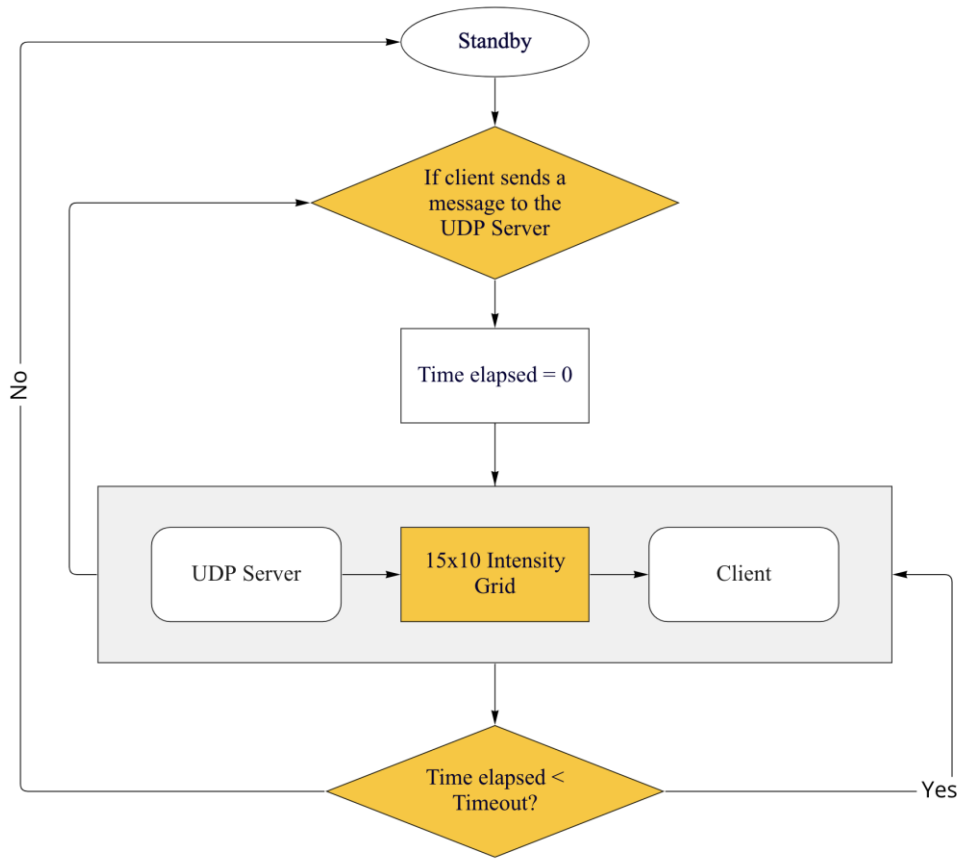 Standby
If client sends a
message to the
UDP Server
Time elapsed = 0
No
UDP Server
15x10 Intensity
Grid
Client
Time elapsed <
Timeout?
Yes